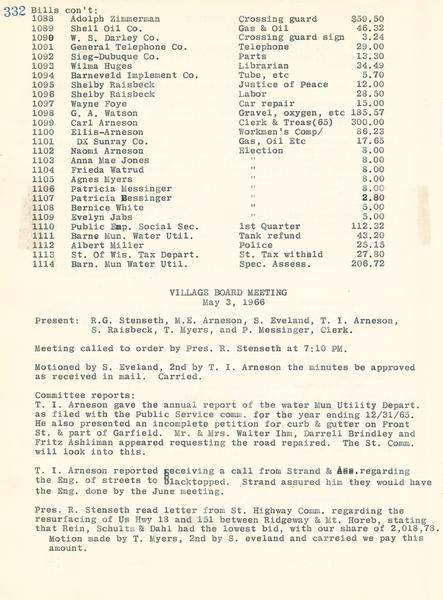 332 Bills con't:
1088 Adolph Zimmerman Crossing guard $59.50
1089 Shell Oil Co. Gas & Oil 46.32
1090 W. S. Darley Co. Crossing guard sign 3.24
1091 General Telephone Co. Telephone 29.00
1092 Sieg-Dubuque Co. Parts 13.30
1093 Wilma Huges Librarian 34.49
1094 Barneveld Implement Co. Tube, etc 5.70
1095 Shelby Raisbeck Justice of Peace 12.00
1096 Shelby Raisbeck Labor 28.50
1097 Wayne Foye Car repair 15.00
1098 G. A. Watson Gravel, oxygen, etc 185.57
1099 Carl Arneson Clerk & Treas(65) 300.00
1100 Ellis-Arneson Workmen's Comp/ 86.23
1101 DX Sunray Co. Gas, Oil Etc 17.65
1102 Naomi Arneson Election 8.00
1103 Anna Mae Jones " 8.00
1104 Frieda Watrud " 8.00
1105 Agnes Myers " 8.00
1106 Patricia Messinger " 8.00
1107 Patricia Messinger " 2.80
1108 Bernice White " 5.00
1109 Evelyn Jabs " 5.00
1110 Public Emp. Social Sec. 1st Quarter 112.32
1111 Barne Mun. Water Util. Tank refund 43.20
1112 Albert Miller Police 25.15
1113 St. Of Wis. Tax Depart. St. Tax withold 27.80
1114 Barn. Mun Water Util. Spec. Assess. 206.72
VILLAGE BOARD MEETING
May 3, 1966
Present: R.G. Stenseth, M.E. Arneson, S. Eveland, T. I. Arneson,
S. Raisbeck, T. Myers, and P. Messinger, Clerk.
Meeting called to order by Pres. R. Stenseth at 7:10 PM.
Motioned by S. Eveland, 2nd by T. I. Arneson the minutes be approved
as received in mail. Carried.
Committee reports:
T. I. Arneson gave the annual report of the water Mun Utility Depart.
as filed with the Public Service comm. for the year ending 12/31/65.
He also presented an incomplete petition for curb & gutter on Front
St. & part of Garfield. Mr. & Mrs. Walter Ihm, Darrell Brindley and
Fritz Ashliman appeared requesting the road repaired. The St. Comm.
will look into this.
T. I. Arneson reported receiving a call from Strand & Ass. regarding
the Eng. of streets to Blacktopped. Strand assured him they would have
the Eng. done by the June meeting.
Pres. R. Stenseth read letter from St. Highway Comm. regarding the
resurfacing of Us Hwy 18 and 151 between Ridgeway & Mt. Horeb, stating
that Rein, Schults & Dahl had the lowest bid, with our share of 2,018,73.
Motion made by T. Myers, 2nd by S. eveland and carreied we pay this
amount.